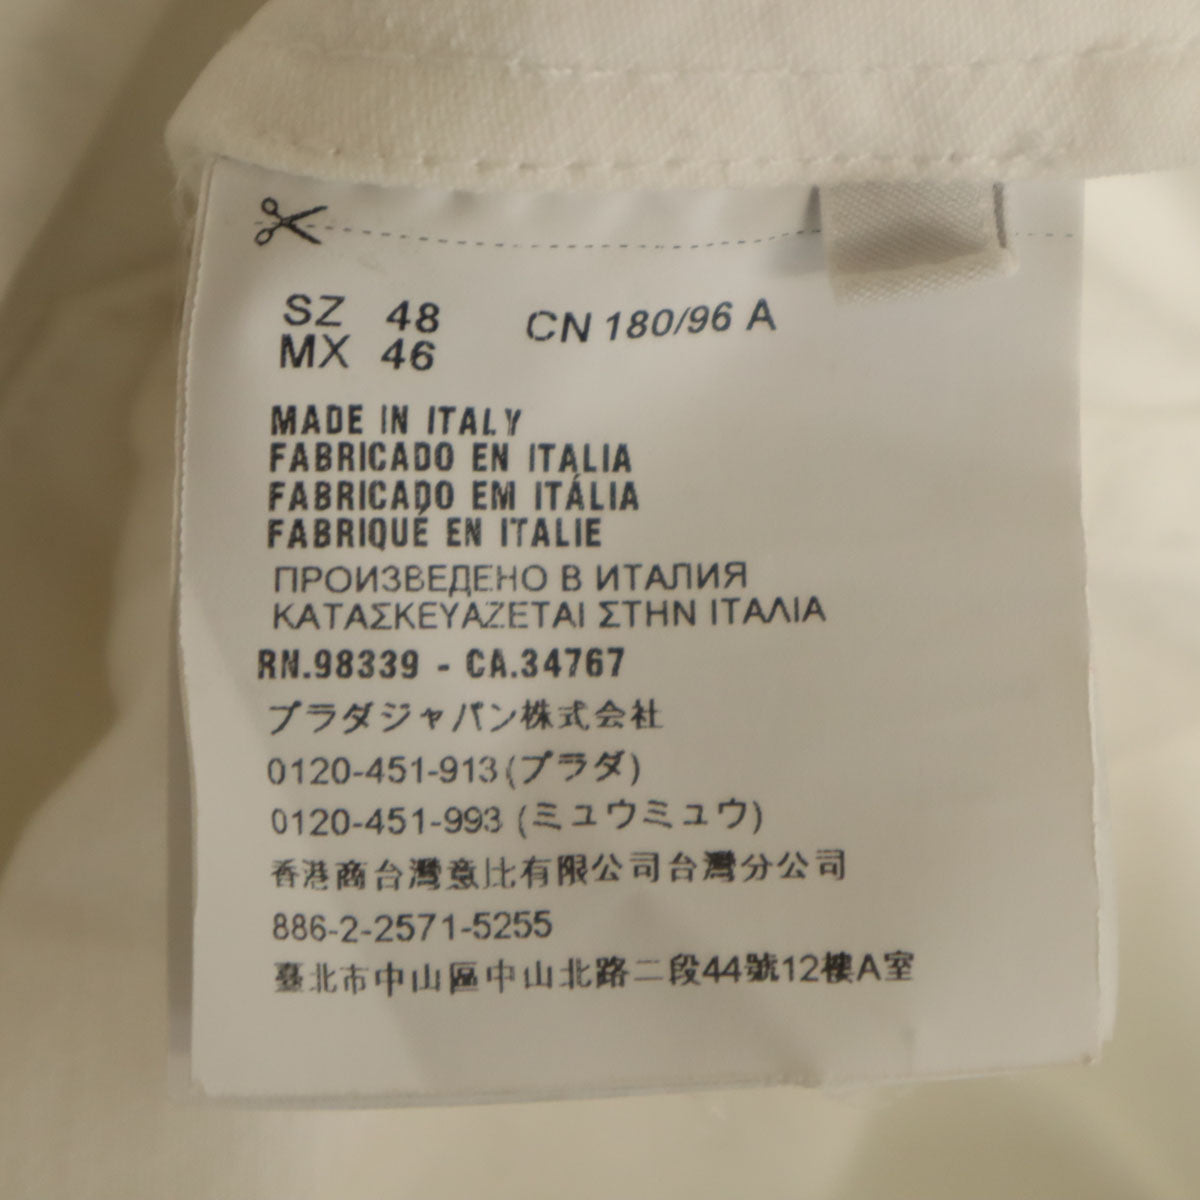 SZ 48 CN 180/96 A
MX 46
MADE IN ITALY
FABRICADO EN ITALIA
FABRICADO EM ITÁLIA
FABRIQUÉ EN ITALIE
ПРОИЗВЕДЕНО В ИТАЛИЯ
ΚΑΤΑΣΚΕΥΑΖΕΤΑΙ ΣΤΗΝ ΙΤΑΛΙΑ
RN.98339 - CA.34767
プラダジャパン株式会社
0120-451-913 (プラダ)
0120-451-993 (ミュウミュウ)
香港商台灣意比有限公司台灣分公司
886-2-2571-5255
臺北市中山區中山北路二段44號12樓A室